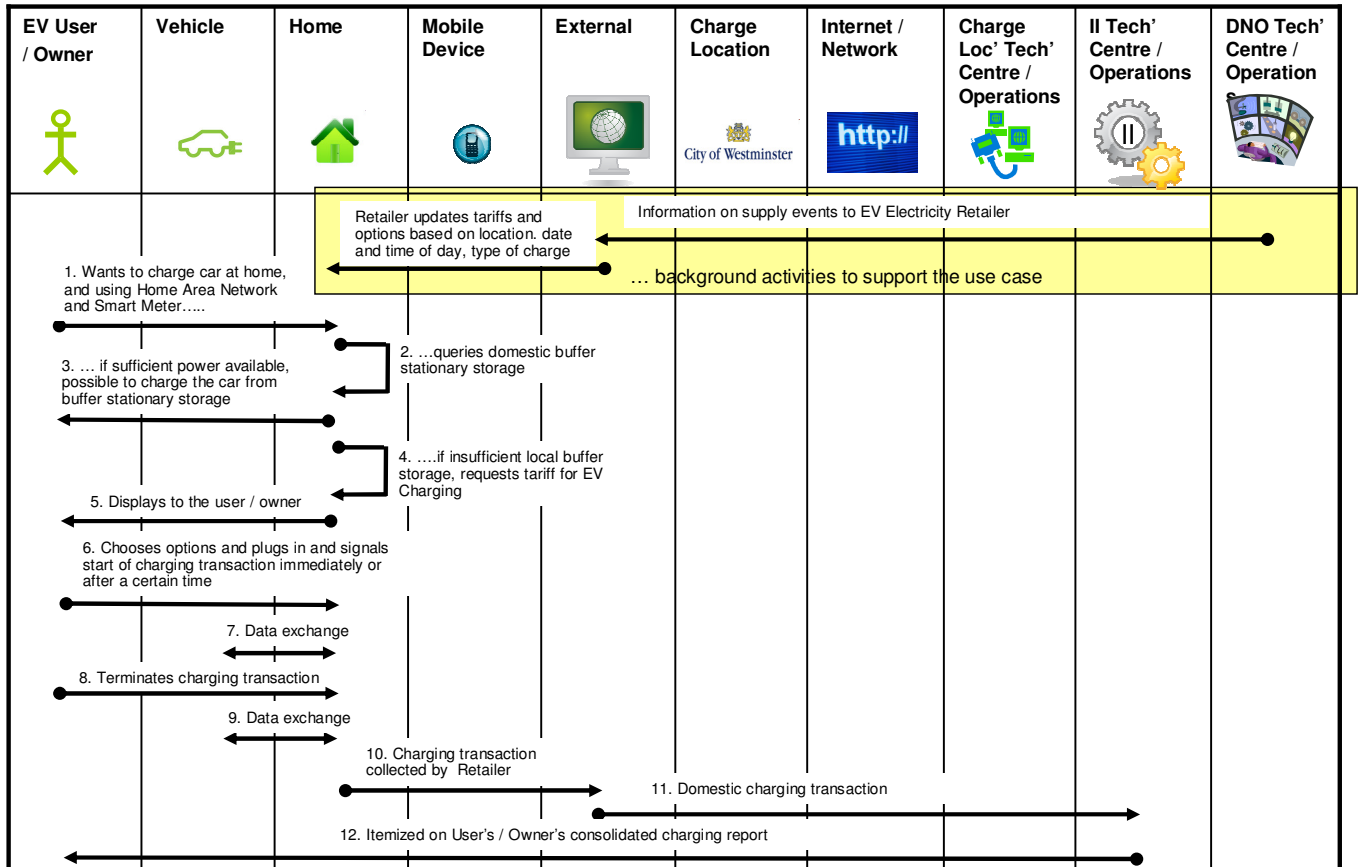 EV User
/ Owner
Vehicle
Home
Mobile
Device
External
Charge
Location
Internet /
Network
Charge
Loc' Tech'
Centre /
Operations
II Tech'
Centre /
Operations
DNO Tech'
Centre /
Operation
s
City of Westminster
http://
II
Retailer updates tariffs and
options based on location. date
and time of day, type of charge
Information on supply events to EV Electricity Retailer
… background activities to support the use case
1. Wants to charge car at home,
and using Home Area Network
and Smart Meter…..
2. …queries domestic buffer
stationary storage
3. … if sufficient power available,
possible to charge the car from
buffer stationary storage
4. ….if insufficient local buffer
storage, requests tariff for EV
Charging
5. Displays to the user / owner
6. Chooses options and plugs in and signals
start of charging transaction immediately or
after a certain time
7. Data exchange
8. Terminates charging transaction
9. Data exchange
10. Charging transaction
collected by Retailer
11. Domestic charging transaction
12. Itemized on User's / Owner's consolidated charging report